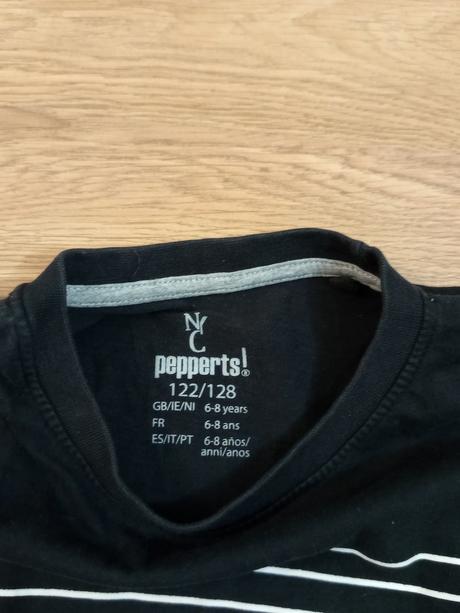 NYC
pepperts!®
122/128
GB/IE/NI 6-8 years
FR 6-8 ans
ES/IT/PT 6-8 años/
anni/anos